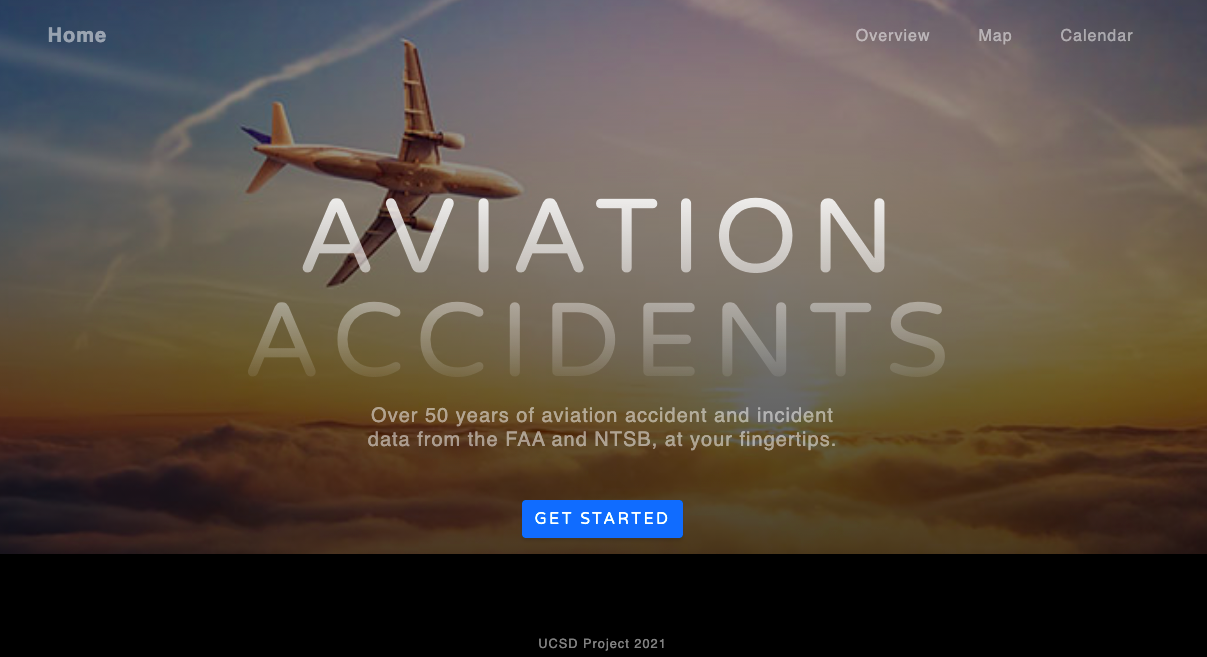 Home
Overview
Map
Calendar
AVIATION
ACCIDENTS
Over 50 years of aviation accident and incident
data from the FAA and NTSB, at your fingertips.
GET STARTED
UCSD Project 2021